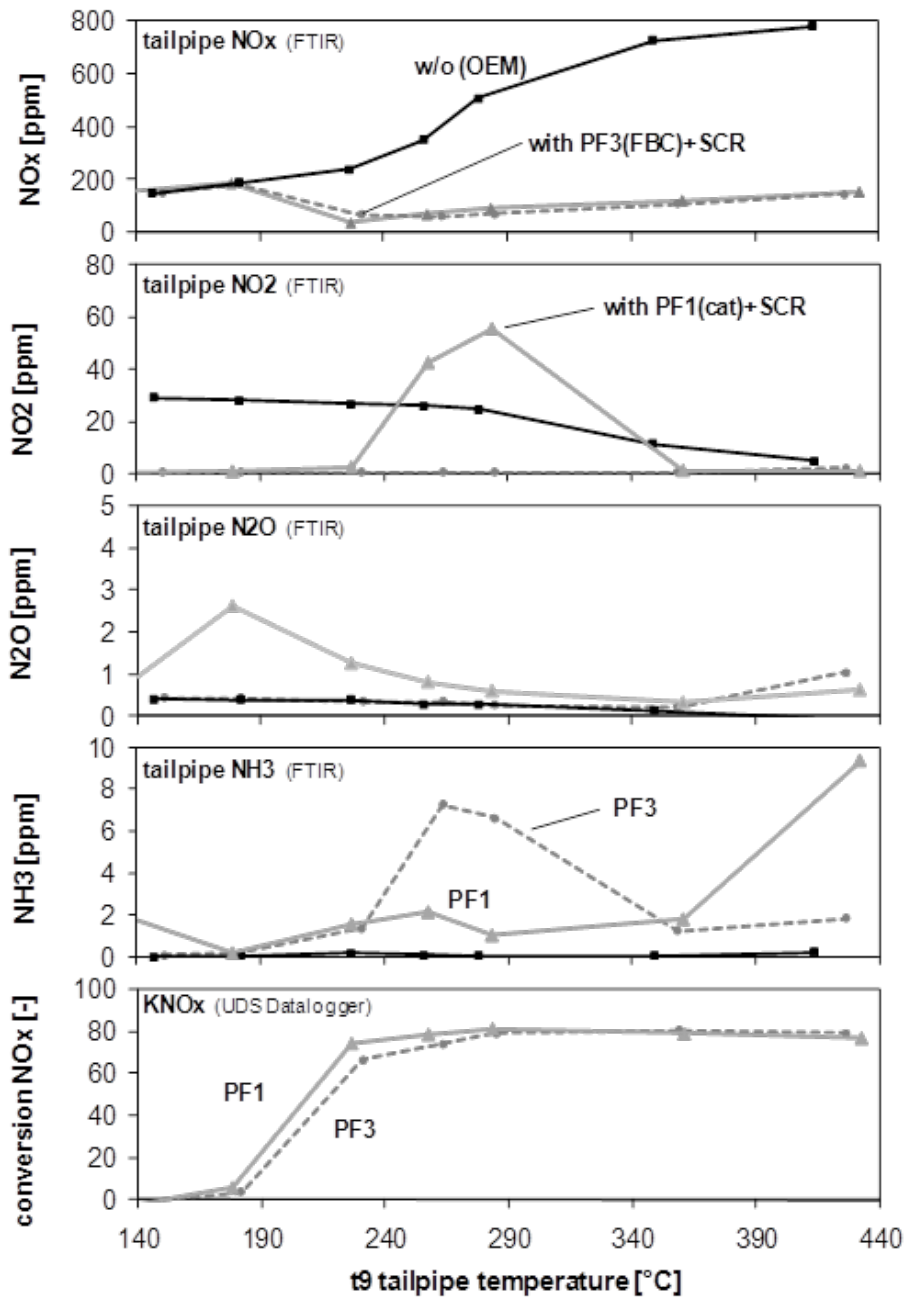 tailpipe NOx (FTIR)
w/o (OEM)
with PF3(FBC)+SCR
NOx [ppm]
800
600
400
200
0
tailpipe NO2 (FTIR)
with PF1(cat)+SCR
NO2 [ppm]
80
60
40
20
0
tailpipe N2O (FTIR)
N2O [ppm]
5
4
3
2
1
0
tailpipe NH3 (FTIR)
PF3
PF1
NH3 [ppm]
10
8
6
4
2
0
KNOx (UDS Datalogger)
PF1
PF3
conversion NOx [-]
100
80
60
40
20
0
140 190 240 290 340 390 440
t9 tailpipe temperature [°C]